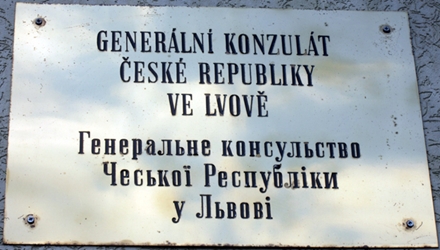 GENERÁLNÍ KONZULÁT
ČESKÉ REPUBLIKY
VE LVOVĚ
Генеральне консульство
Чеської Республіки
у Львові